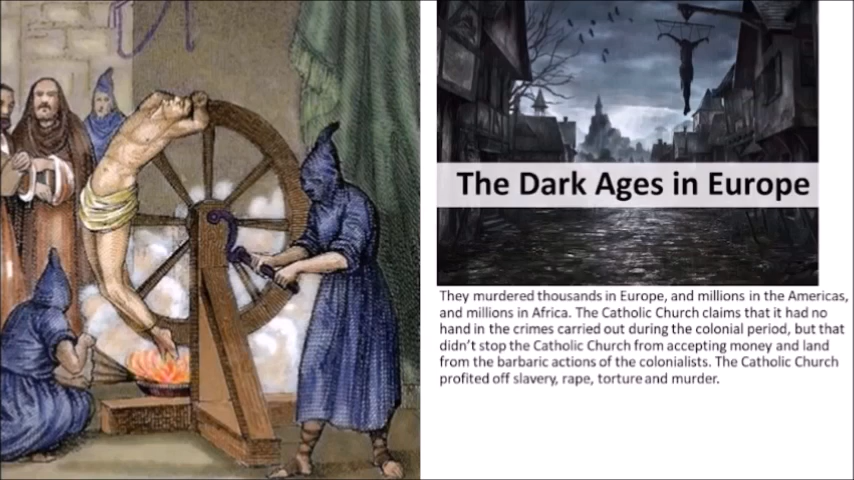 The Dark Ages in Europe
They murdered thousands in Europe, and millions in the Americas,
and millions in Africa. The Catholic Church claims that it had no
hand in the crimes carried out during the colonial period, but that
didn't stop the Catholic Church from accepting money and land
from the barbaric actions of the colonialists. The Catholic Church
profited off slavery, rape, torture and murder.